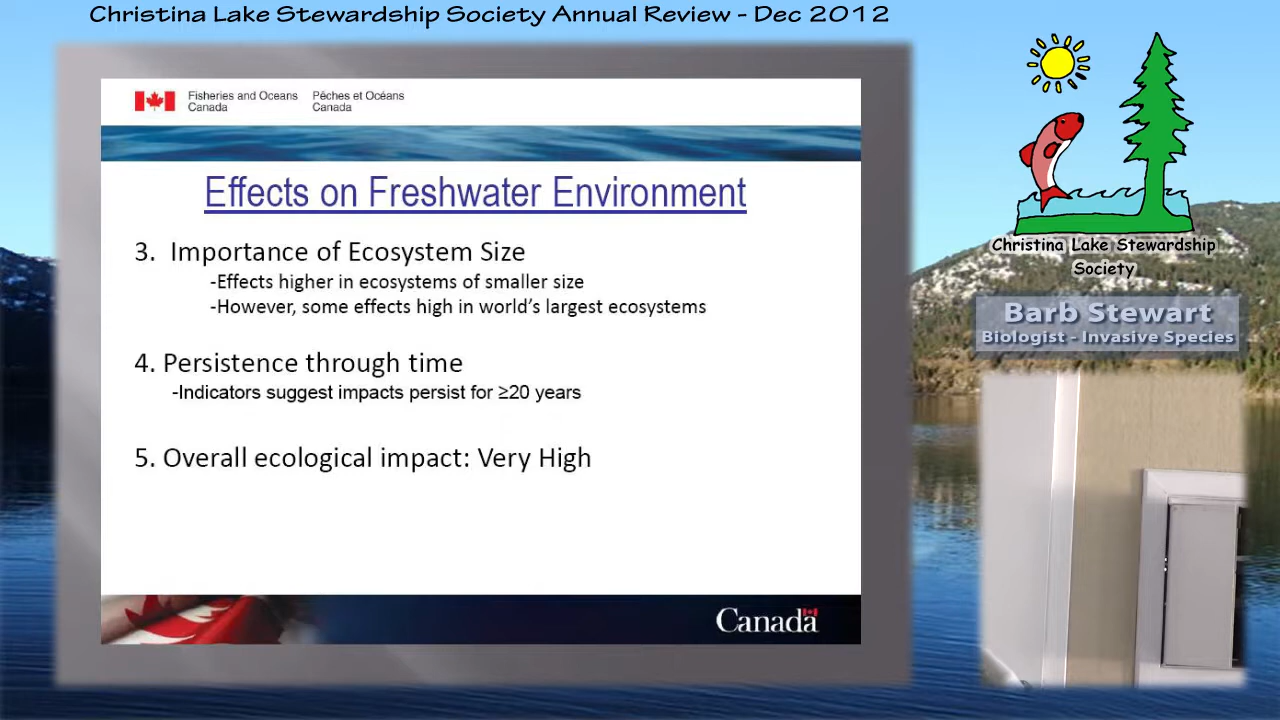 Christina Lake Stewardship Society Annual Review - Dec 2012
Fisheries and Oceans
Canada
Pêches et Océans
Canada
Effects on Freshwater Environment
3. Importance of Ecosystem Size
-Effects higher in ecosystems of smaller size
-However, some effects high in world's largest ecosystems
4. Persistence through time
-Indicators suggest impacts persist for ≥20 years
5. Overall ecological impact: Very High
Canada
Christina Lake Stewardship
Society
Barb Stewart
Biologist - Invasive Species